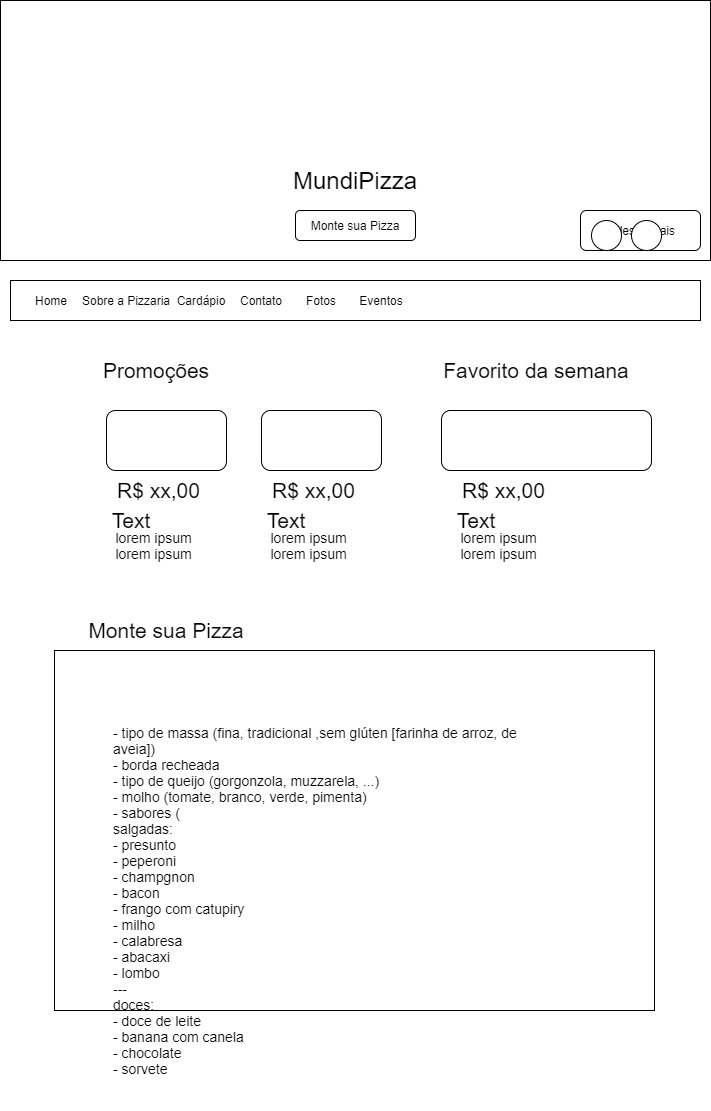 MundiPizza
Monte sua Pizza
Home Sobre a Pizzaria Cardápio Contato Fotos Eventos
Promoções Favorito da semana
R$ xx,00 R$ xx,00 R$ xx,00
Text Text Text
lorem ipsum lorem ipsum lorem ipsum
lorem ipsum lorem ipsum lorem ipsum
Monte sua Pizza
- tipo de massa (fina, tradicional ,sem glúten [farinha de arroz, de
aveia])
- borda recheada
- tipo de queijo (gorgonzola, muzzarela, ...)
- molho (tomate, branco, verde, pimenta)
- sabores (
salgadas:
- presunto
- peperoni
- champgnon
- bacon
- frango com catupiry
- milho
- calabresa
- abacaxi
- lombo
---
doces:
- doce de leite
- banana com canela
- chocolate
- sorvete